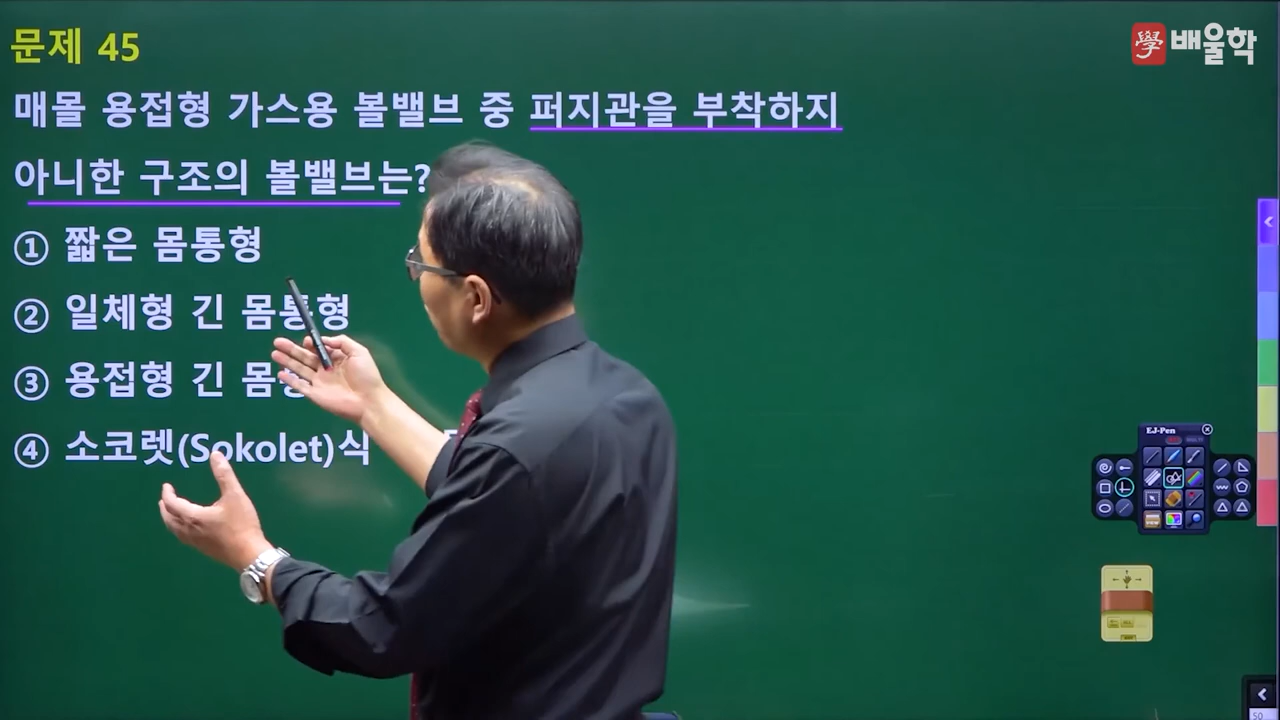 문제 45
學 배울학
매몰 용접형 가스용 볼밸브 중 퍼지관을 부착하지
아니한 구조의 볼밸브는?
① 짧은 몸통형
② 일체형 긴 몸통형
③ 용접형 긴
④ 소코렛(Sokolet)식
EJ-Pen
50